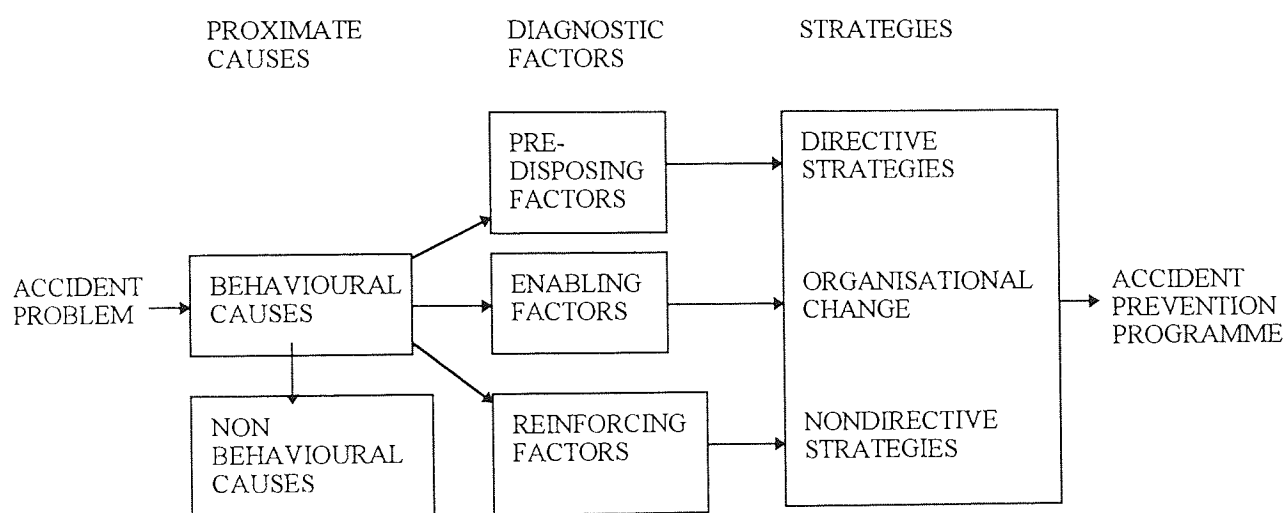 PROXIMATE
CAUSES
DIAGNOSTIC
FACTORS
STRATEGIES
PRE-
DISPOSING
FACTORS
DIRECTIVE
STRATEGIES
ACCIDENT
PROBLEM
BEHAVIOURAL
CAUSES
ENABLING
FACTORS
ORGANISATIONAL
CHANGE
ACCIDENT
PREVENTION
PROGRAMME
NON
BEHAVIOURAL
CAUSES
REINFORCING
FACTORS
NONDIRECTIVE
STRATEGIES